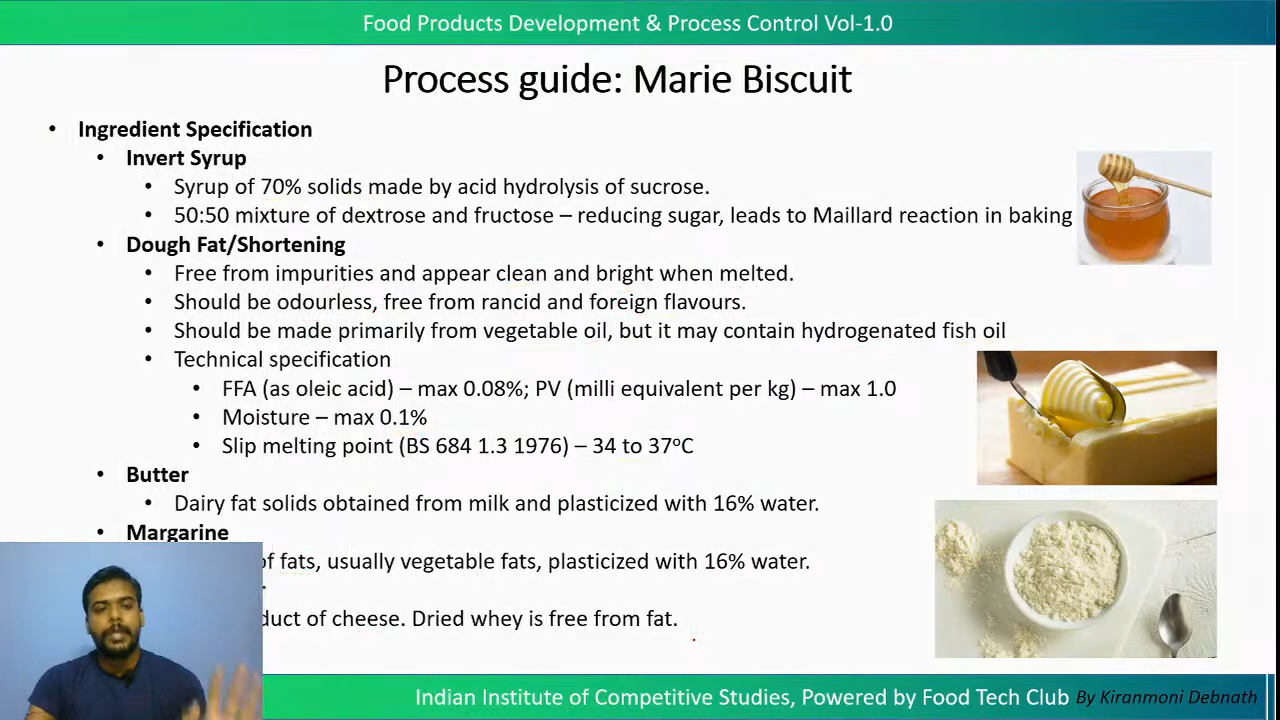 Food Products Development & Process Control Vol-1.0
Process guide: Marie Biscuit
• Ingredient Specification
• Invert Syrup
• Syrup of 70% solids made by acid hydrolysis of sucrose.
• 50:50 mixture of dextrose and fructose – reducing sugar, leads to Maillard reaction in baking
• Dough Fat/Shortening
• Free from impurities and appear clean and bright when melted.
• Should be odourless, free from rancid and foreign flavours.
• Should be made primarily from vegetable oil, but it may contain hydrogenated fish oil
• Technical specification
• FFA (as oleic acid) – max 0.08%; PV (milli equivalent per kg) – max 1.0
• Moisture – max 0.1%
• Slip melting point (BS 684 1.3 1976) – 34 to 37°C
• Butter
• Dairy fat solids obtained from milk and plasticized with 16% water.
• Margarine
of fats, usually vegetable fats, plasticized with 16% water.
duct of cheese. Dried whey is free from fat.
Indian Institute of Competitive Studies, Powered by Food Tech Club By Kiranmoni Debnath